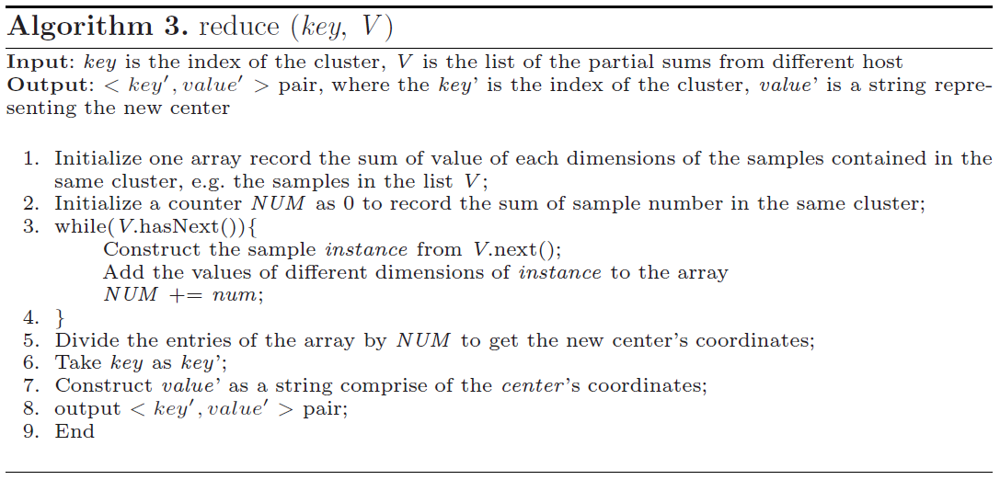 Algorithm 3. reduce (key, V)
Input: key is the index of the cluster, V is the list of the partial sums from different host
Output: < key′, value′ > pair, where the key’ is the index of the cluster, value’ is a string repre-
senting the new center
1. Initialize one array record the sum of value of each dimensions of the samples contained in the
same cluster, e.g. the samples in the list V;
2. Initialize a counter NUM as 0 to record the sum of sample number in the same cluster;
3. while(V.hasNext()){
Construct the sample instance from V.next();
Add the values of different dimensions of instance to the array
NUM += num;
4. }
5. Divide the entries of the array by NUM to get the new center’s coordinates;
6. Take key as key’;
7. Construct value’ as a string comprise of the center’s coordinates;
8. output < key′, value′ > pair;
9. End